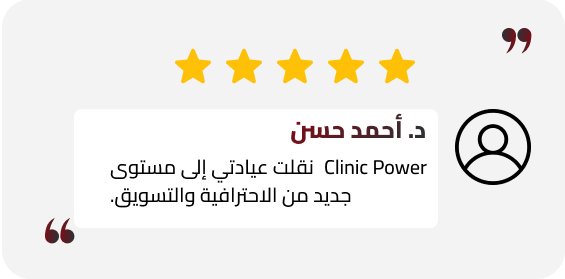 د. أحمد حسن
Clinic Power نقلت عيادتي إلى مستوى
جديد من الاحترافية والتسويق.